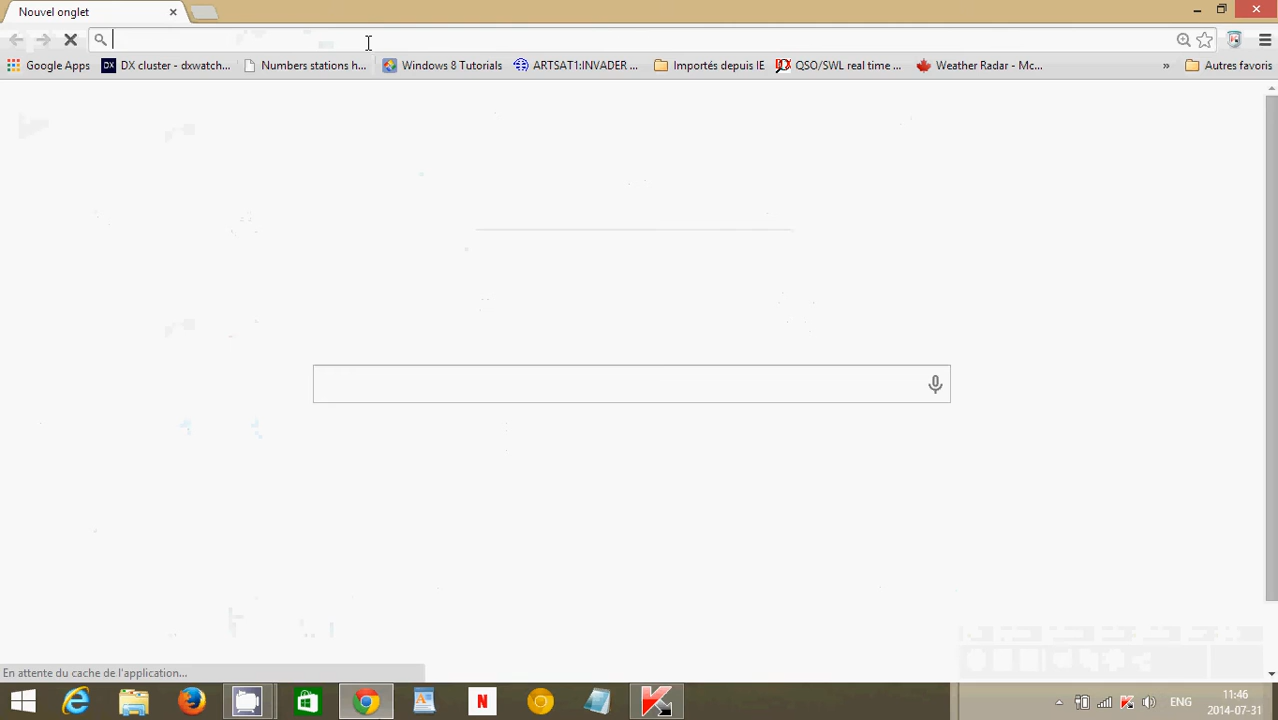 Nouvel onglet
Google Apps
DX DX cluster - dxwatch...
Numbers stations h...
Windows 8 Tutorials
ARTSAT1:INVADER ...
Importés depuis IE
QSO/SWL real time ...
Weather Radar - Mc...
»
Autres favoris
En attente du cache de l'application...
N
ENG
11:46
2014-07-31